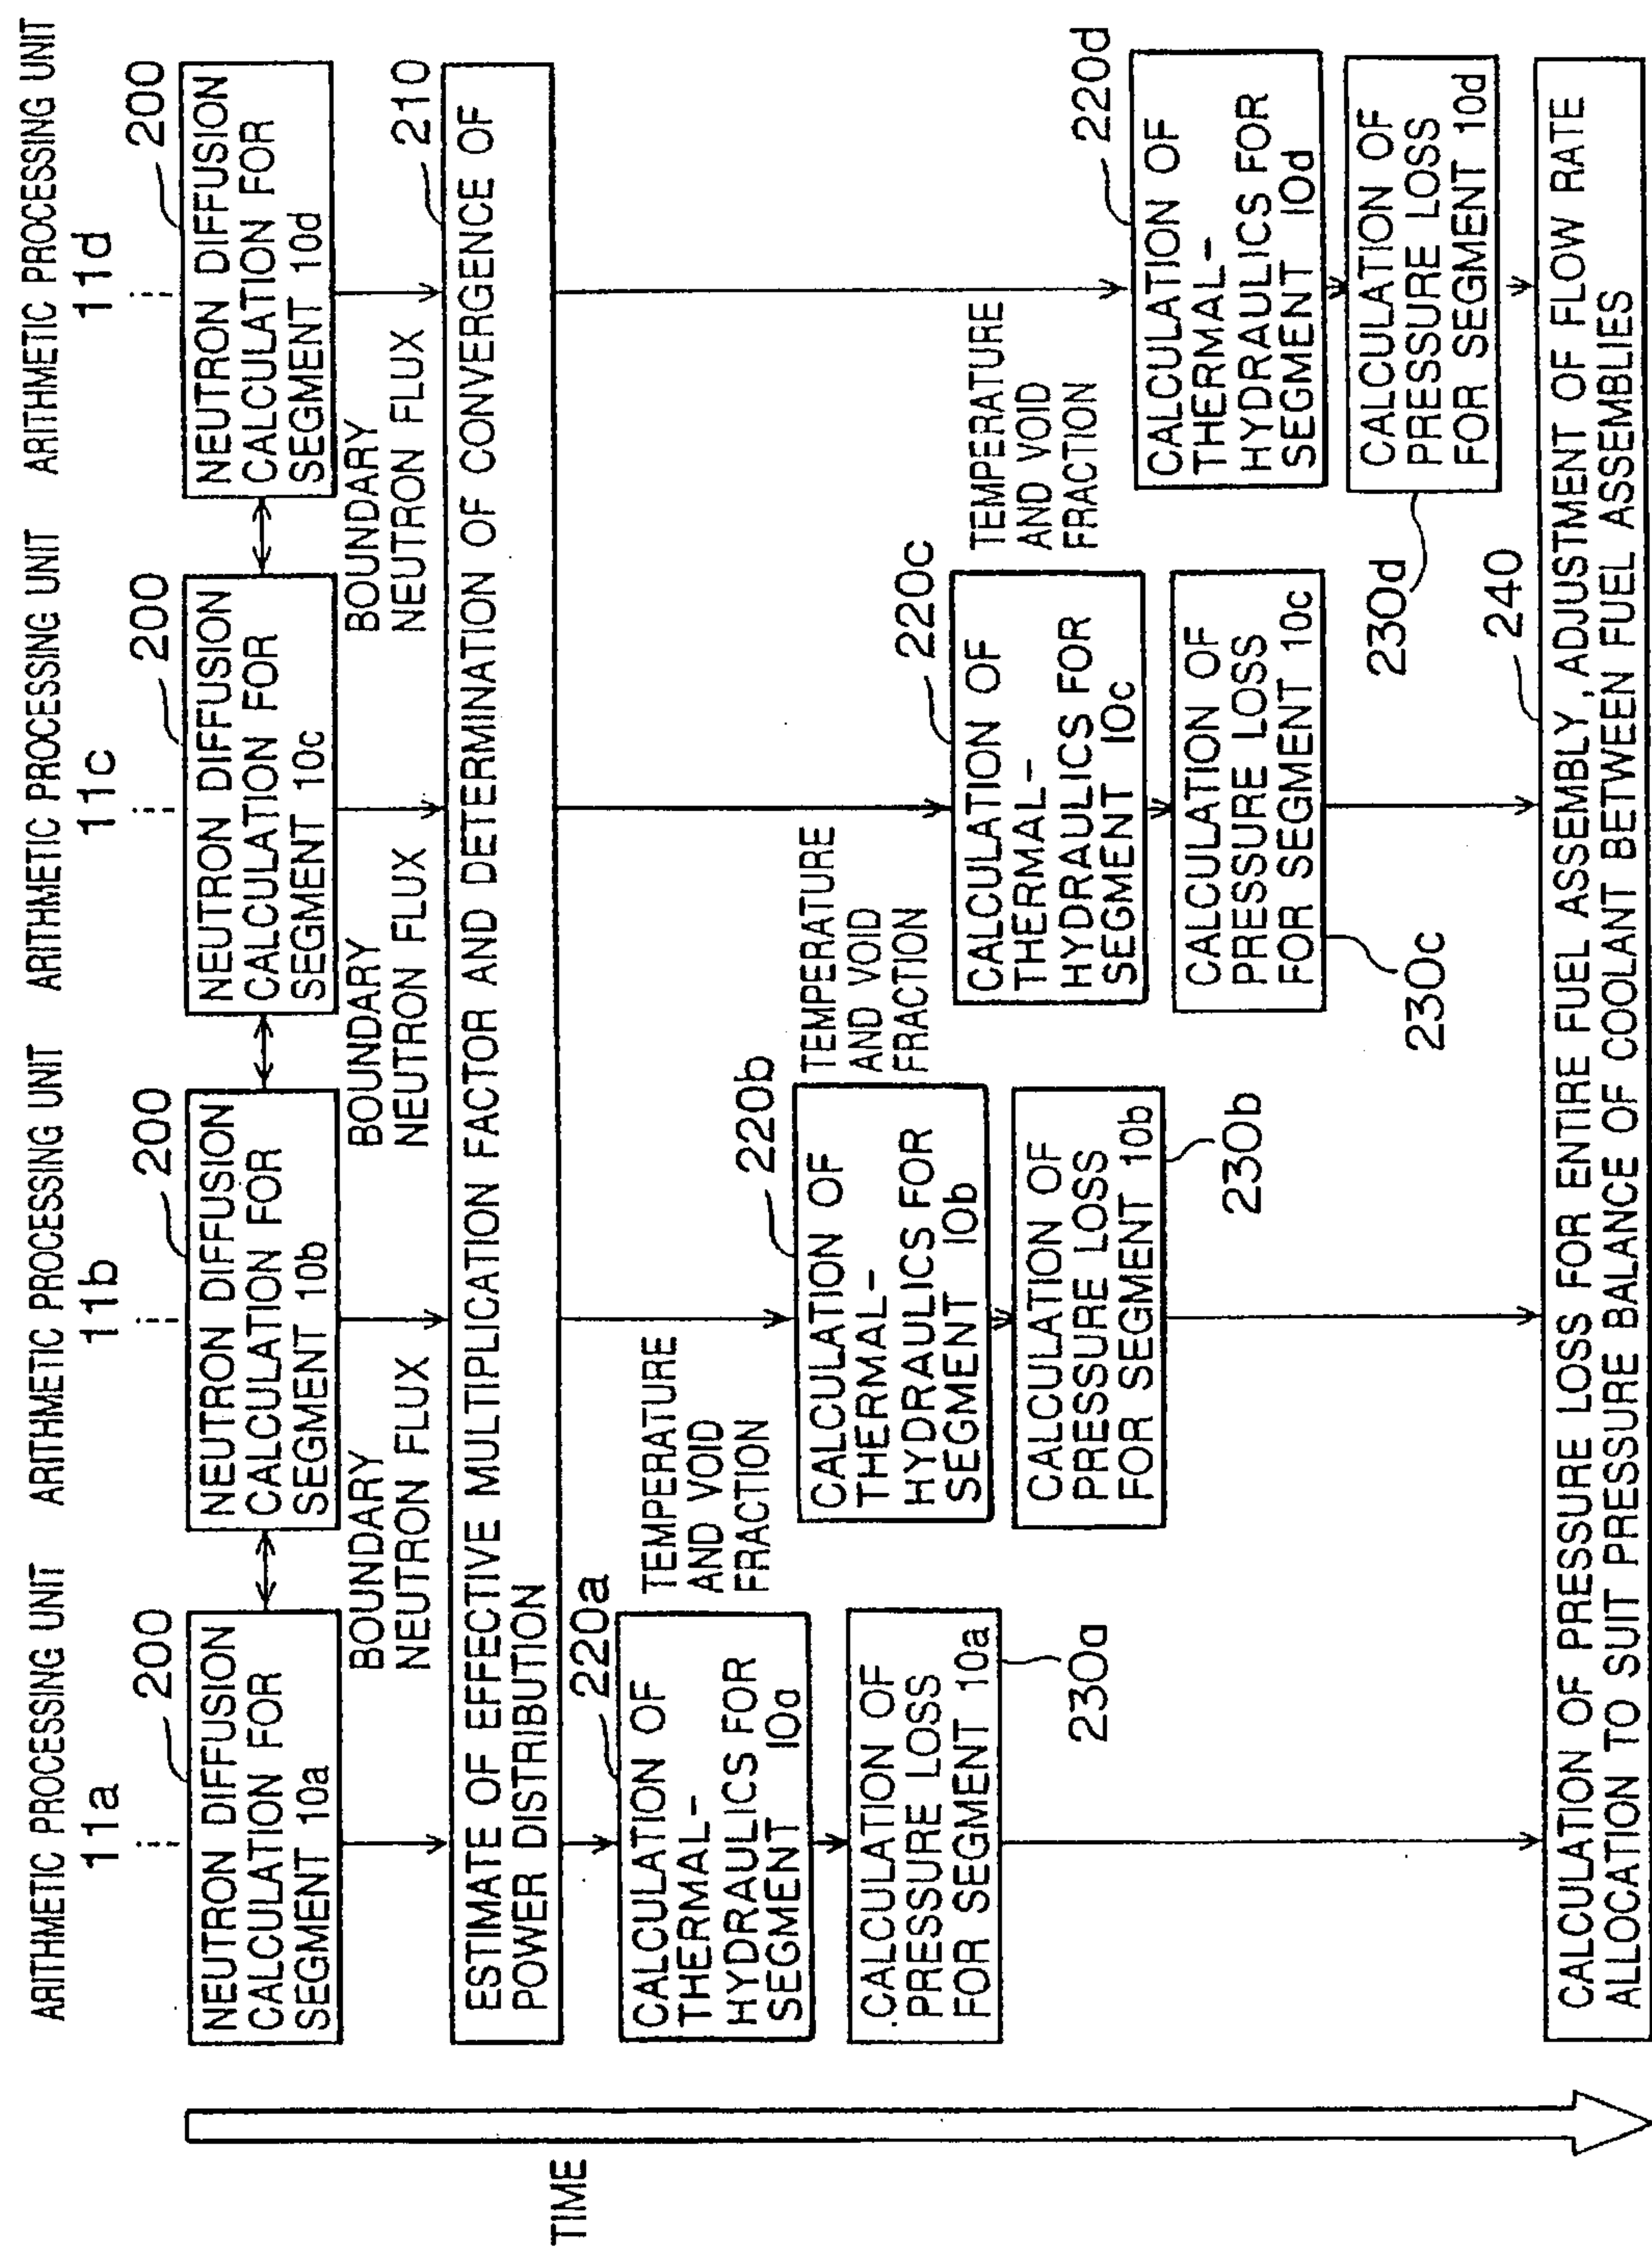 ARITHMETIC PROCESSING UNIT
11a
ARITHMETIC PROCESSING UNIT
11b
ARITHMETIC PROCESSING UNIT
11c
ARITHMETIC PROCESSING UNIT
11d
200
NEUTRON DIFFUSION
CALCULATION FOR
SEGMENT 10a
200
NEUTRON DIFFUSION
CALCULATION FOR
SEGMENT 10b
200
NEUTRON DIFFUSION
CALCULATION FOR
SEGMENT 10c
200
NEUTRON DIFFUSION
CALCULATION FOR
SEGMENT 10d
BOUNDARY
NEUTRON FLUX
BOUNDARY
NEUTRON FLUX
BOUNDARY
NEUTRON FLUX
210
ESTIMATE OF EFFECTIVE MULTIPLICATION FACTOR AND DETERMINATION OF CONVERGENCE OF
POWER DISTRIBUTION
TIME
220a
CALCULATION OF
THERMAL-
HYDRAULICS FOR
SEGMENT 10a
TEMPERATURE
AND VOID
FRACTION
220b
CALCULATION OF
THERMAL-
HYDRAULICS FOR
SEGMENT 10b
TEMPERATURE
AND VOID
FRACTION
220c
CALCULATION OF
THERMAL-
HYDRAULICS FOR
SEGMENT 10c
TEMPERATURE
AND VOID
FRACTION
220d
CALCULATION OF
THERMAL-
HYDRAULICS FOR
SEGMENT 10d
CALCULATION OF
PRESSURE LOSS
FOR SEGMENT 10a
230a
CALCULATION OF
PRESSURE LOSS
FOR SEGMENT 10b
230b
CALCULATION OF
PRESSURE LOSS
FOR SEGMENT 10c
230c
CALCULATION OF
PRESSURE LOSS
FOR SEGMENT 10d
230d
240
CALCULATION OF PRESSURE LOSS FOR ENTIRE FUEL ASSEMBLY, ADJUSTMENT OF FLOW RATE
ALLOCATION TO SUIT PRESSURE BALANCE OF COOLANT BETWEEN FUEL ASSEMBLIES